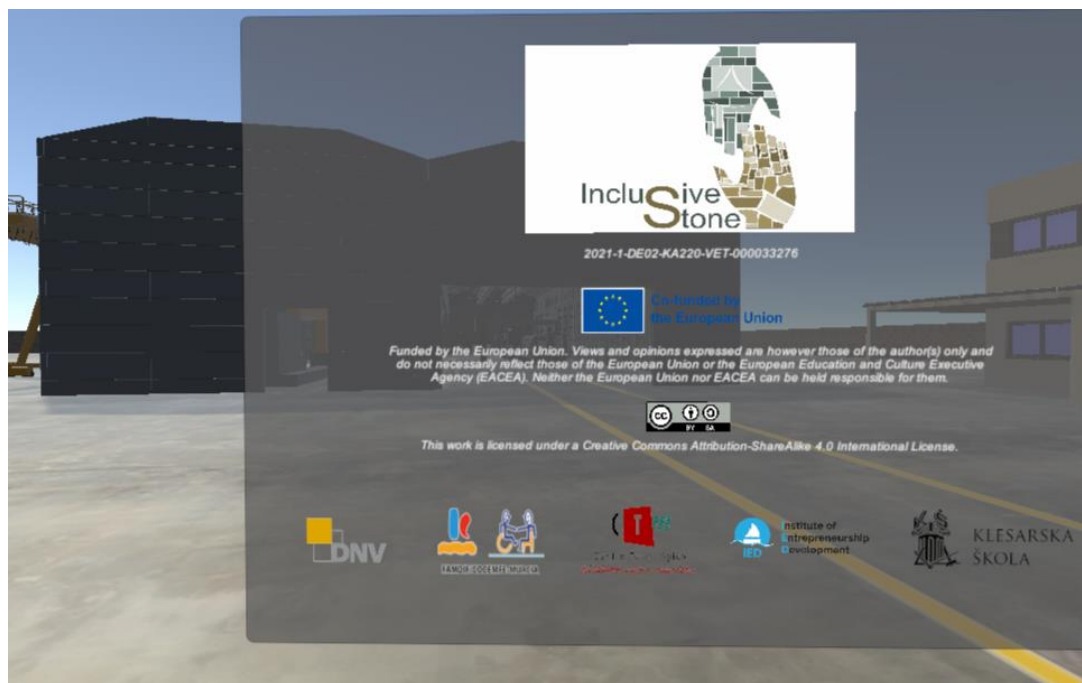 IncluSive
Stone
2021-1-DE02-KA220-VET-000033276
Co-funded by
the European Union
Funded by the European Union. Views and opinions expressed are however those of the author(s) only and
do not necessarily reflect those of the European Union or the European Education and Culture Executive
Agency (EACEA). Neither the European Union nor EACEA can be held responsible for them.
cc BY SA
This work is licensed under a Creative Commons Attribution-ShareAlike 4.0 International License.
DNV
FAMDIF/COCEMFE-MURCIA
IED
Institute of
Entrepreneurship
Development
KLESARSKA
ŠKOLA